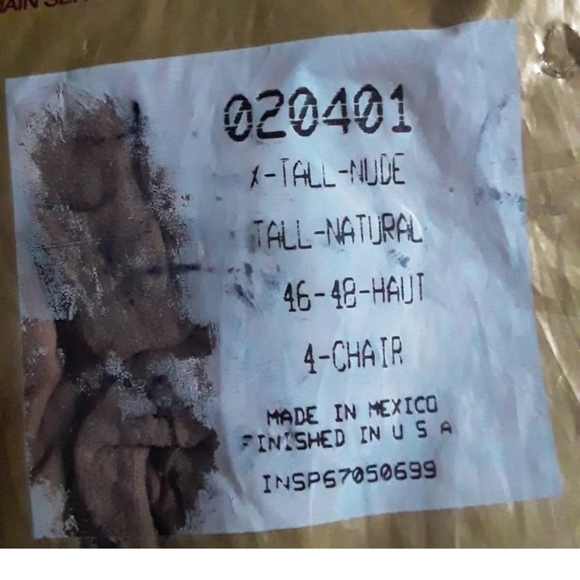 020401
X-TALL-NUDE
TALL-NATURAL
46-48-HAUT
4-CHAIR
MADE IN MEXICO
FINISHED IN U S A
INSP67050699